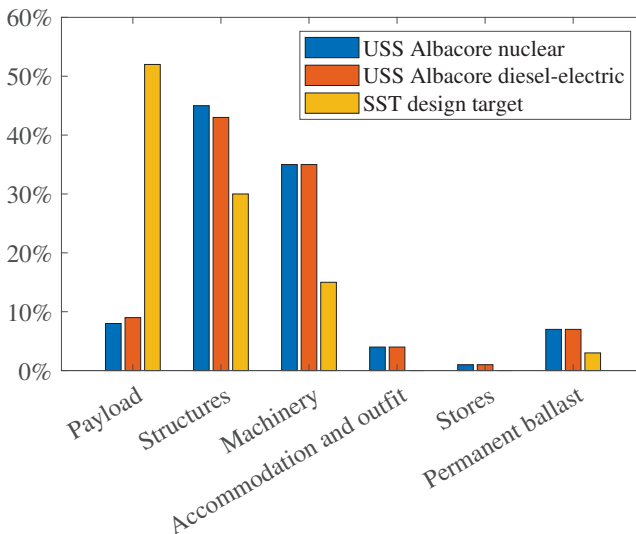 60%
50%
40%
30%
20%
10%
0%
USS Albacore nuclear
USS Albacore diesel-electric
SST design target
Payload
Structures
Machinery
Accommodation and outfit
Stores
Permanent ballast